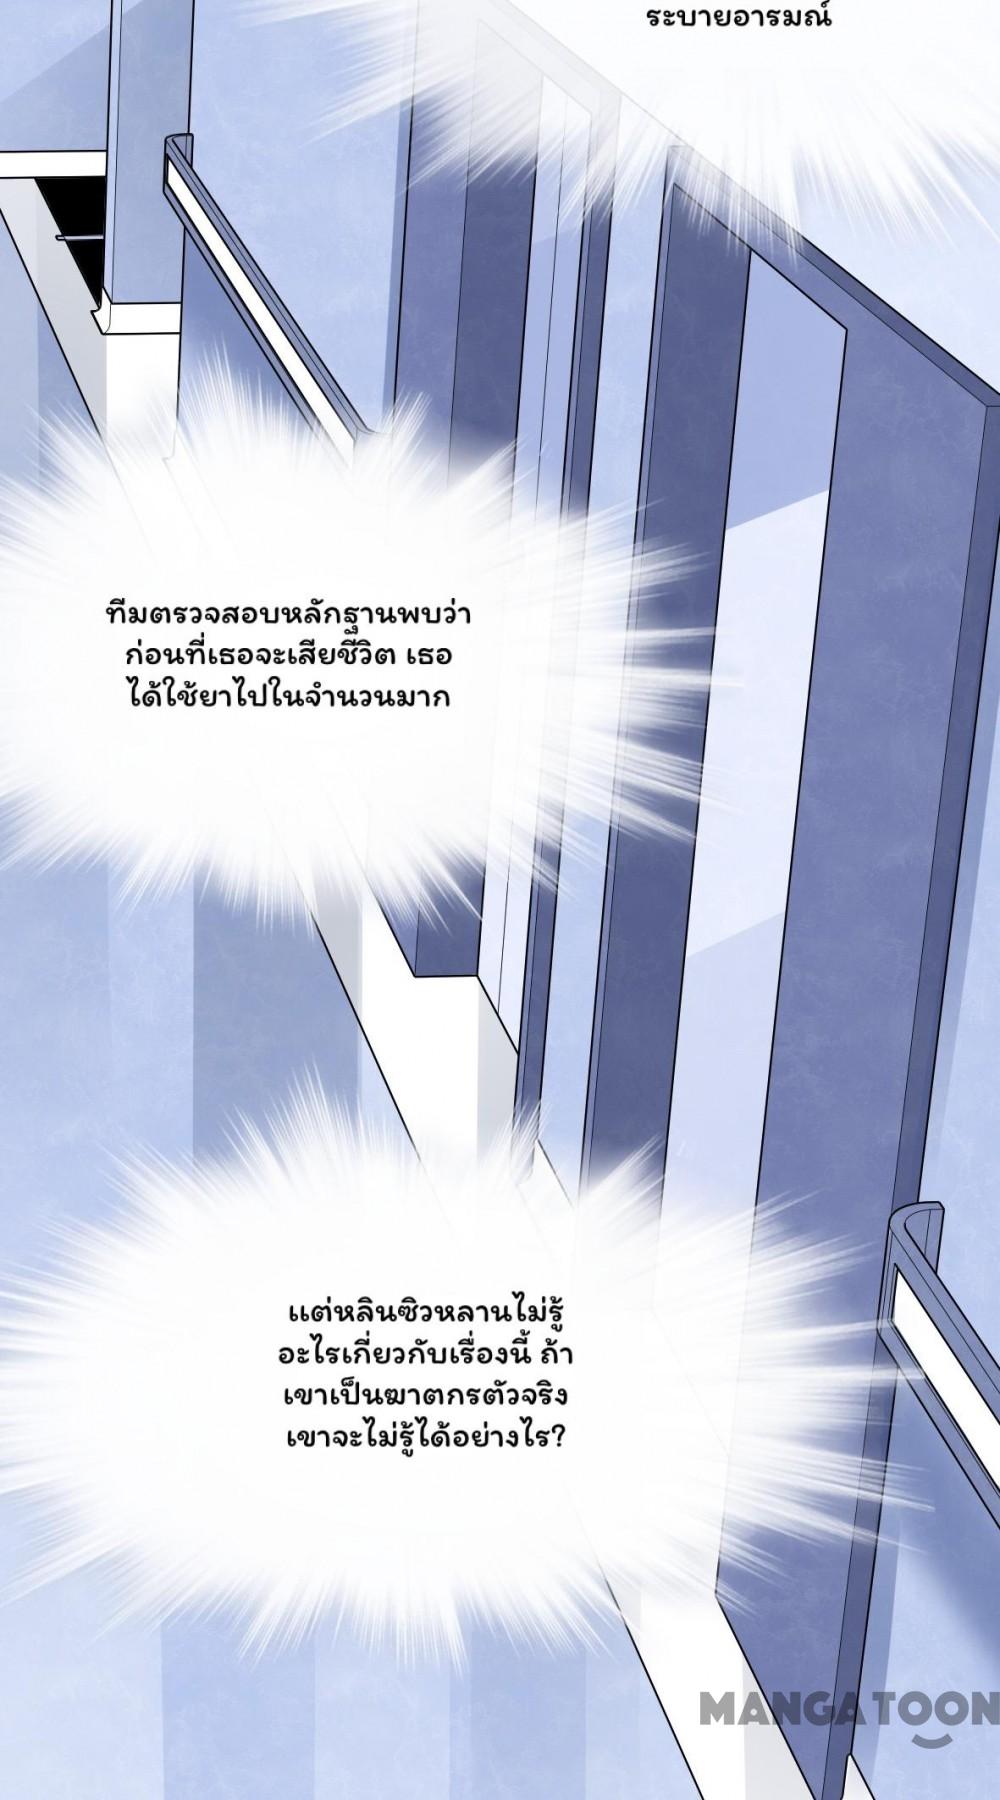 ระบายอารมณ์
ทีมตรวจสอบหลักฐานพบว่า
ก่อนที่เธอจะเสียชีวิต เธอ
ได้ใช้ยาไปในจำนวนมาก
แต่หลินซิวหลานไม่รู้
อะไรเกี่ยวกับเรื่องนี้ ถ้า
เขาเป็นฆาตกรตัวจริง
เขาจะไม่รู้ได้อย่างไร?
MANGATOON